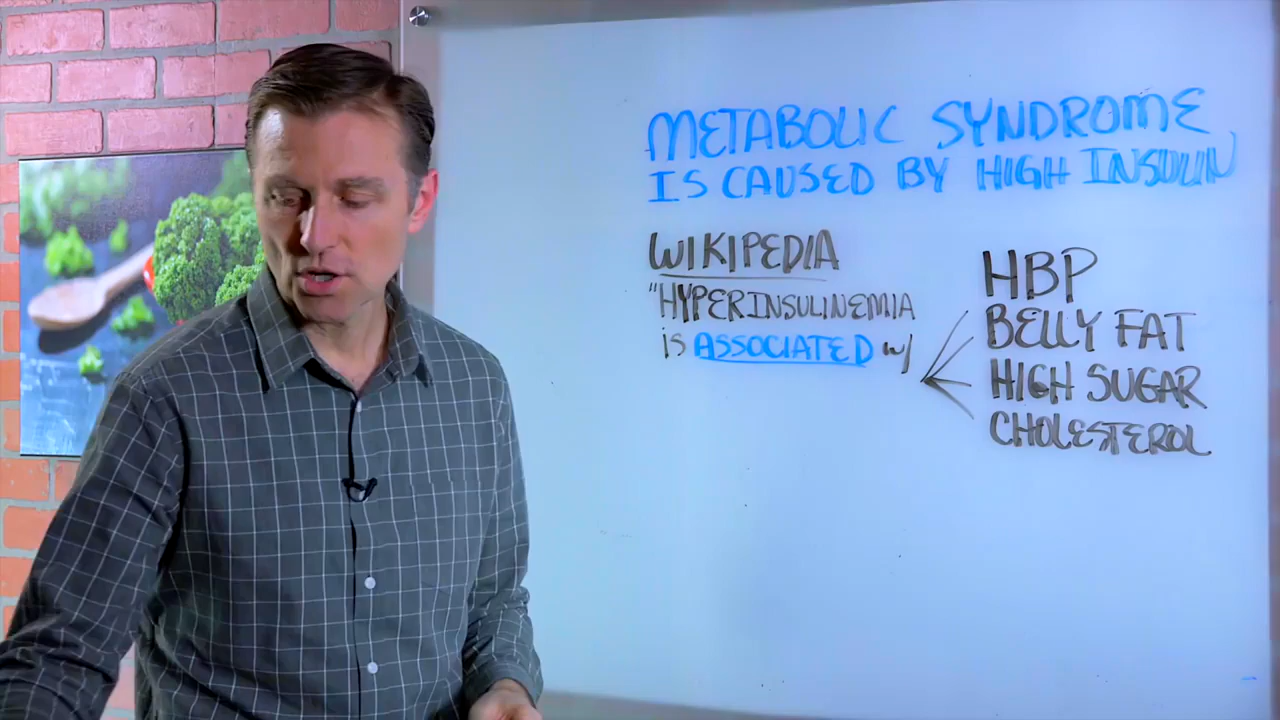 METABOLIC SYNDROME
IS CAUSED BY HIGH INSULIN
WIKIPEDIA
"HYPERINSULINEMIA
is ASSOCIATED w/
HBP
BELLY FAT
HIGH SUGAR
CHOLESTEROL